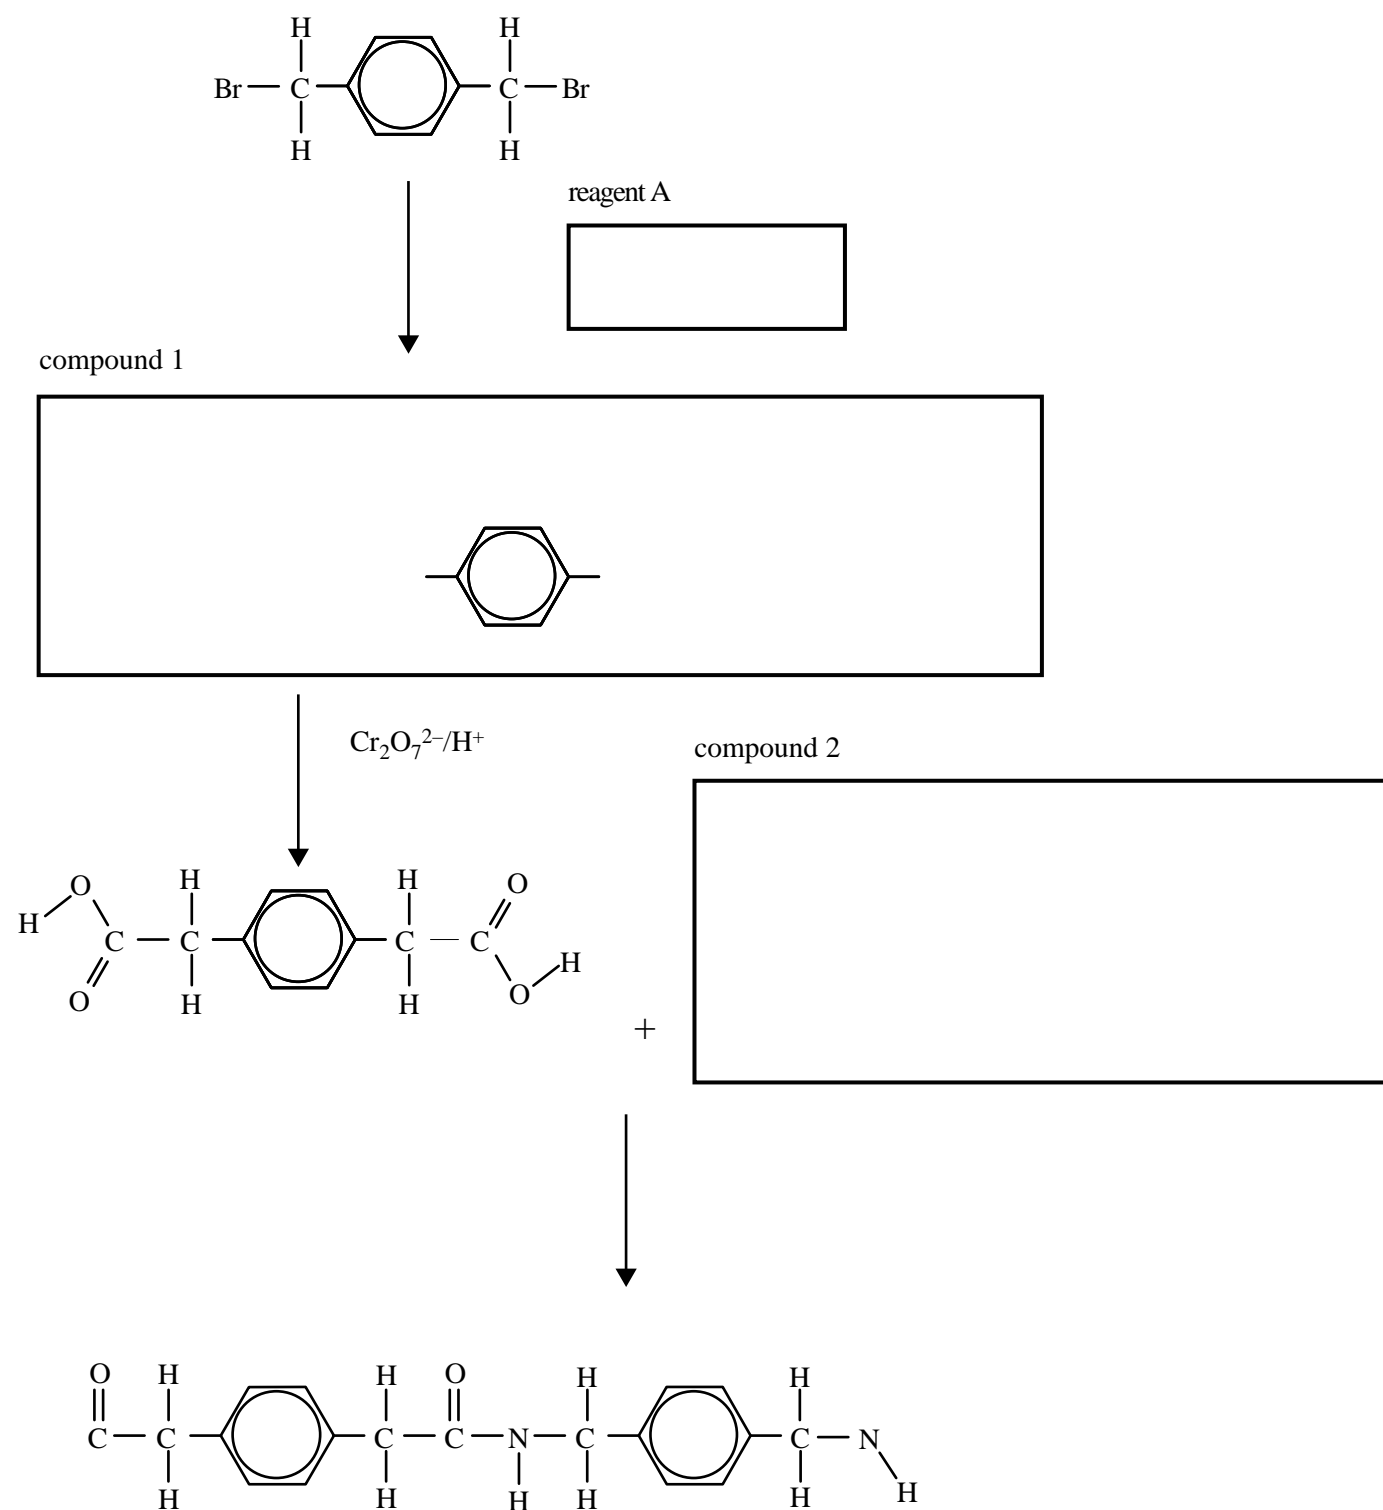 H H
Br C C Br
H H
reagent A
compound 1
Cr₂O₇²⁻/H⁺
compound 2
O H H O
H C C C C H
O H H O
+
O H H O H H
C C C C N C C N
H H H H H H